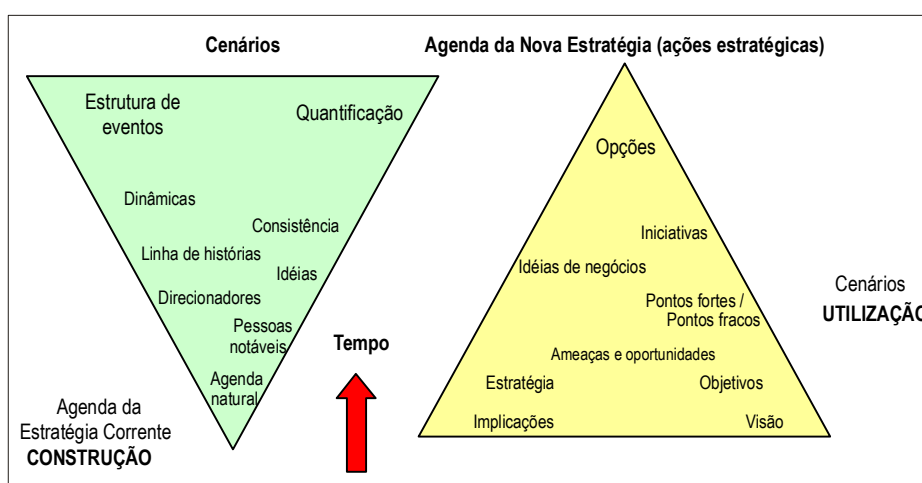 Cenários
Agenda da Nova Estratégia (ações estratégicas)
Estrutura de
eventos
Quantificação
Dinâmicas
Consistência
Linha de histórias
Idéias
Direcionadores
Pessoas
notáveis
Agenda
natural
Agenda da
Estratégia Corrente
CONSTRUÇÃO
Tempo
Opções
Iniciativas
Idéias de negócios
Pontos fortes /
Pontos fracos
Ameaças e oportunidades
Estratégia
Objetivos
Implicações
Visão
Cenários
UTILIZAÇÃO